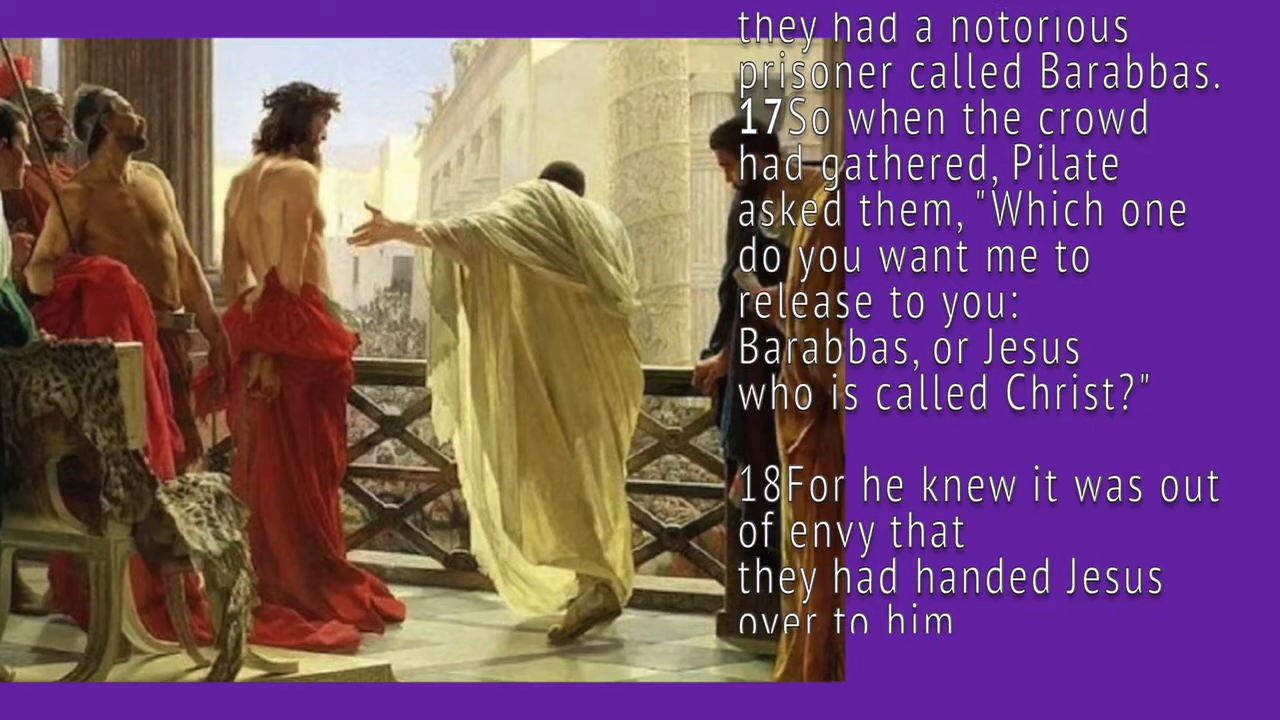 they had a notorious
prisoner called Barabbas.
17So when the crowd
had gathered, Pilate
asked them, "Which one
do you want me to
release to you:
Barabbas, or Jesus
who is called Christ?"
18For he knew it was out
of envy that
they had handed Jesus
over to him